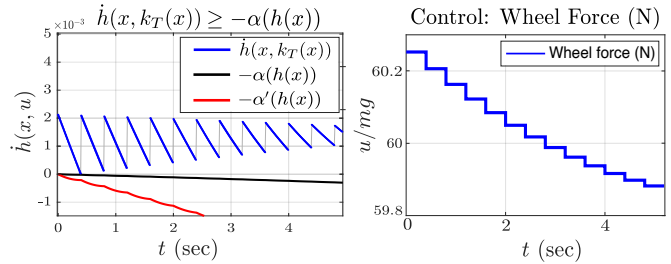 ḣ(x, k_T(x)) ≥ −α(h(x))
×10⁻³
5
4
3
2
1
0
-1
ḣ(x, u)
0
1
2
3
4
t (sec)
ḣ(x, k_T(x))
−α(h(x))
−α′(h(x))
Control: Wheel Force (N)
60.2
60
59.8
u/mg
0
2
4
t (sec)
Wheel force (N)